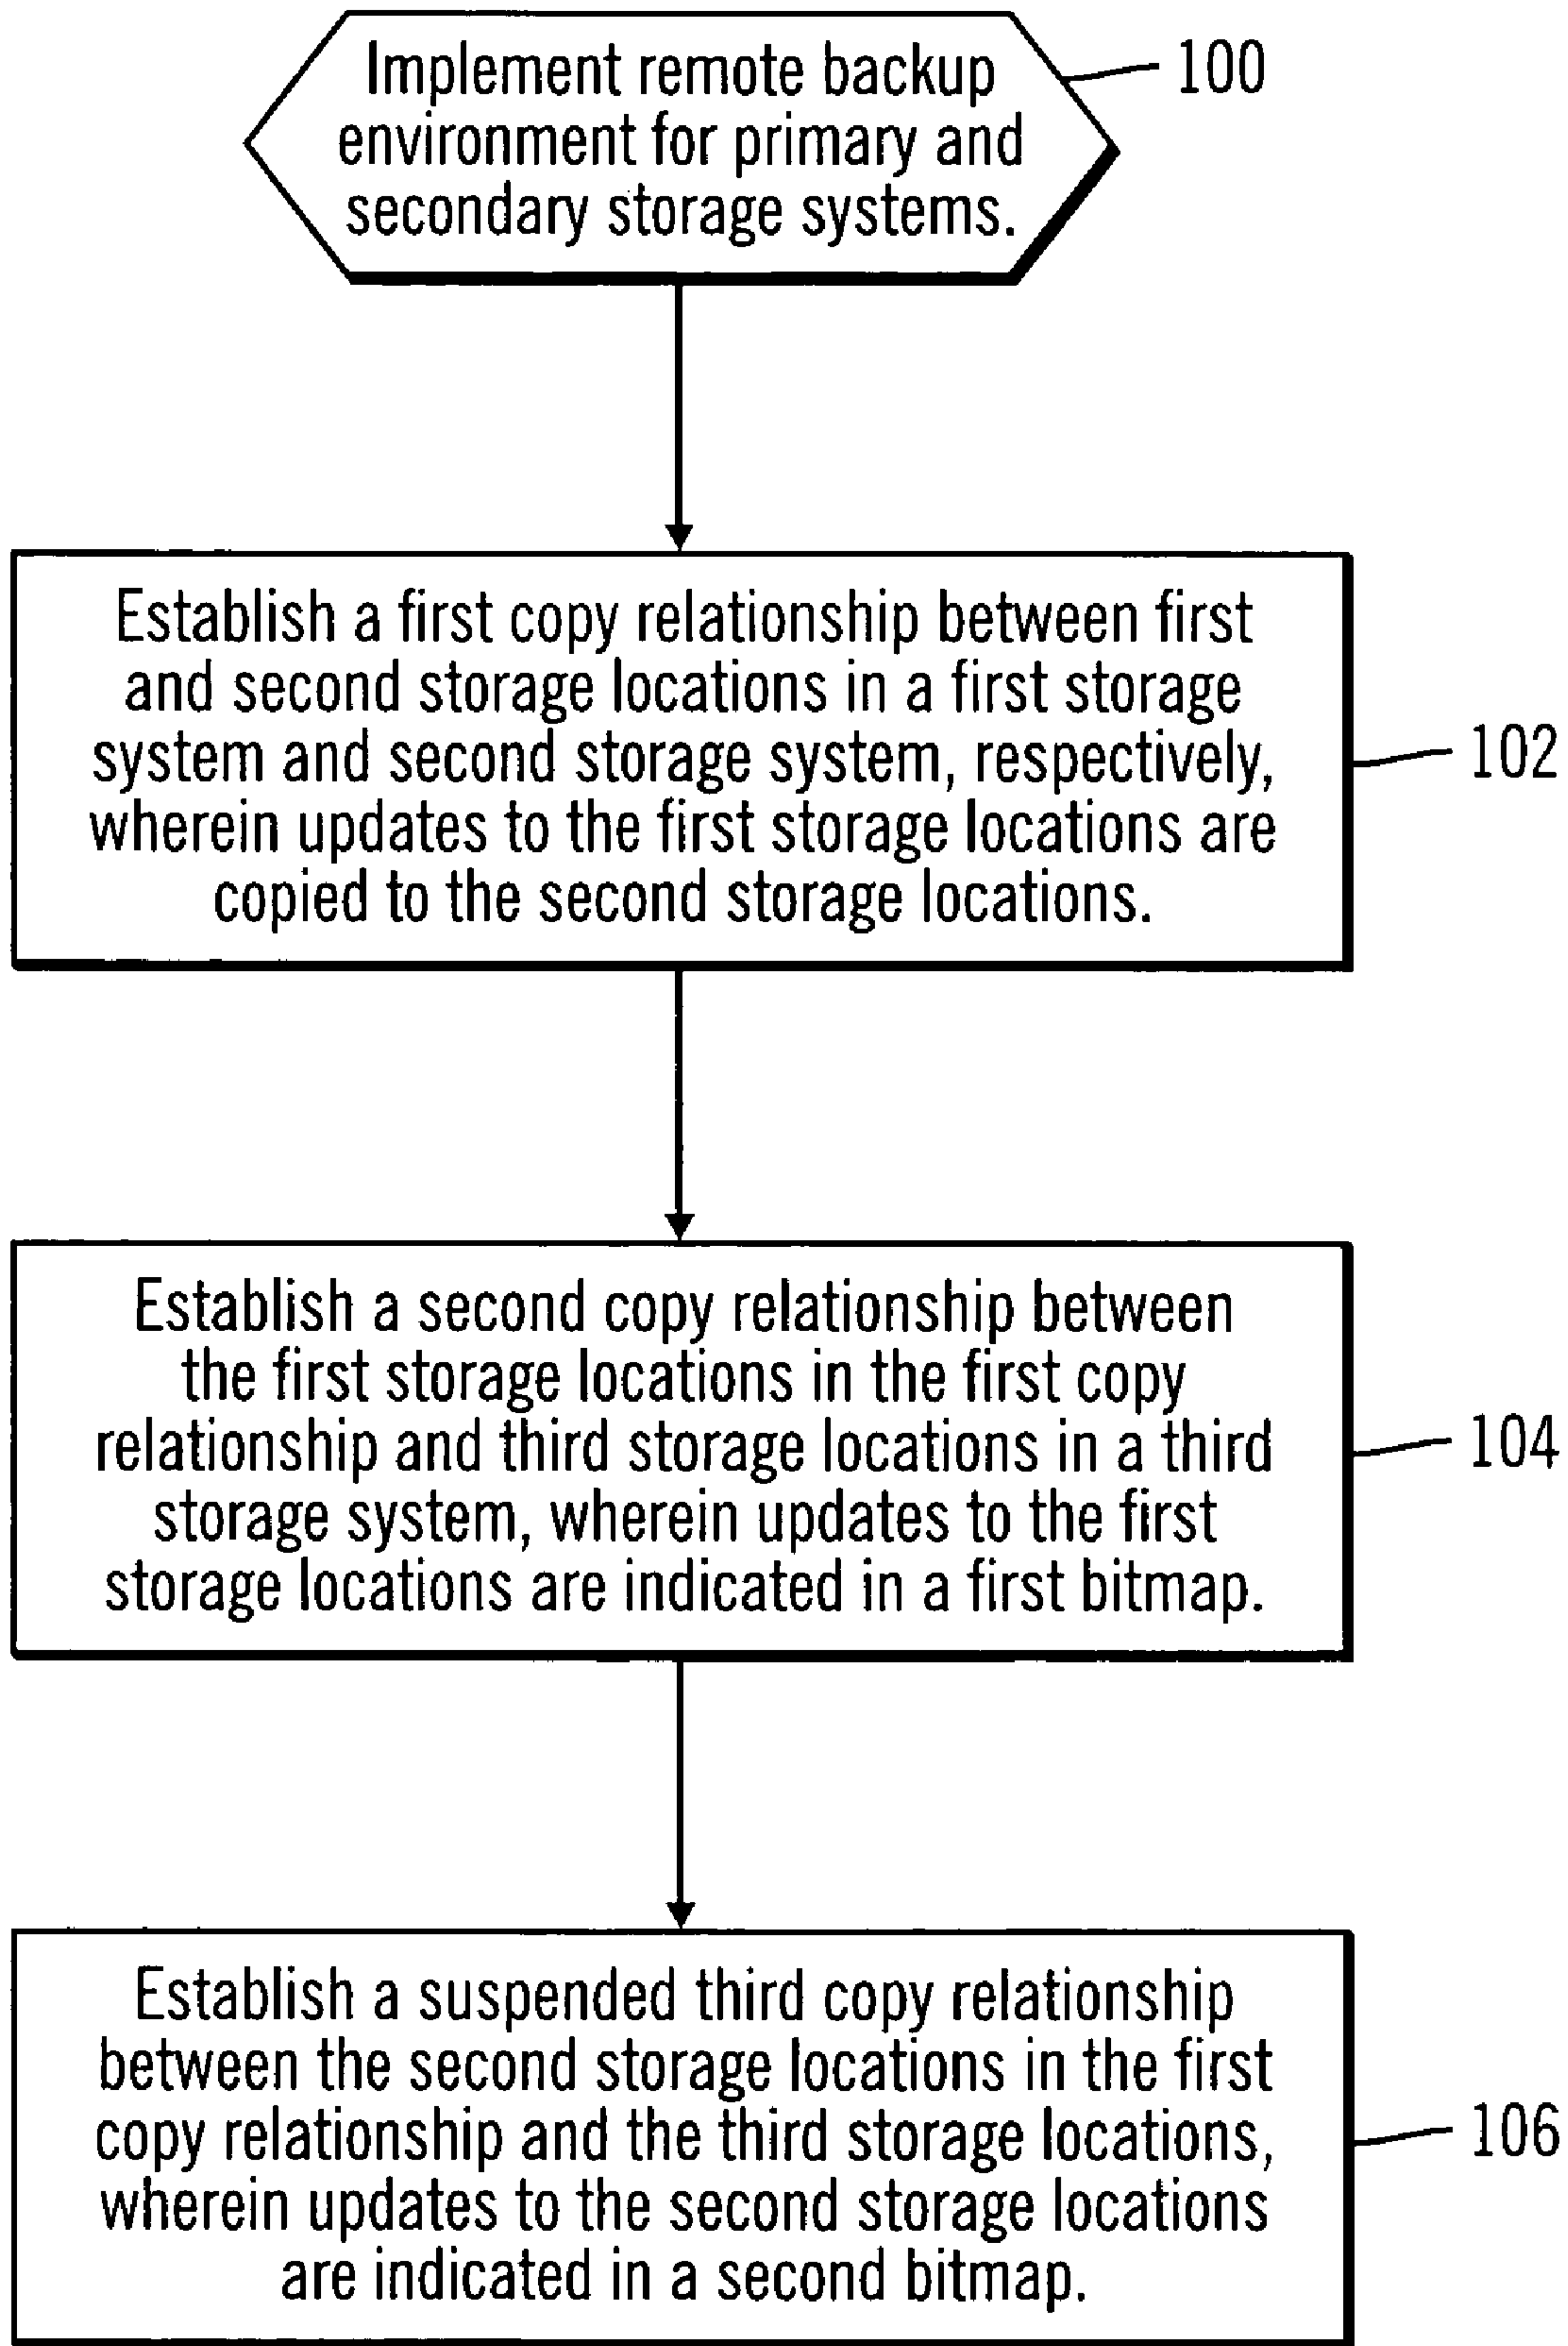 Implement remote backup
environment for primary and
secondary storage systems.
100
Establish a first copy relationship between first
and second storage locations in a first storage
system and second storage system, respectively,
wherein updates to the first storage locations are
copied to the second storage locations.
102
Establish a second copy relationship between
the first storage locations in the first copy
relationship and third storage locations in a third
storage system, wherein updates to the first
storage locations are indicated in a first bitmap.
104
Establish a suspended third copy relationship
between the second storage locations in the first
copy relationship and the third storage locations,
wherein updates to the second storage locations
are indicated in a second bitmap.
106